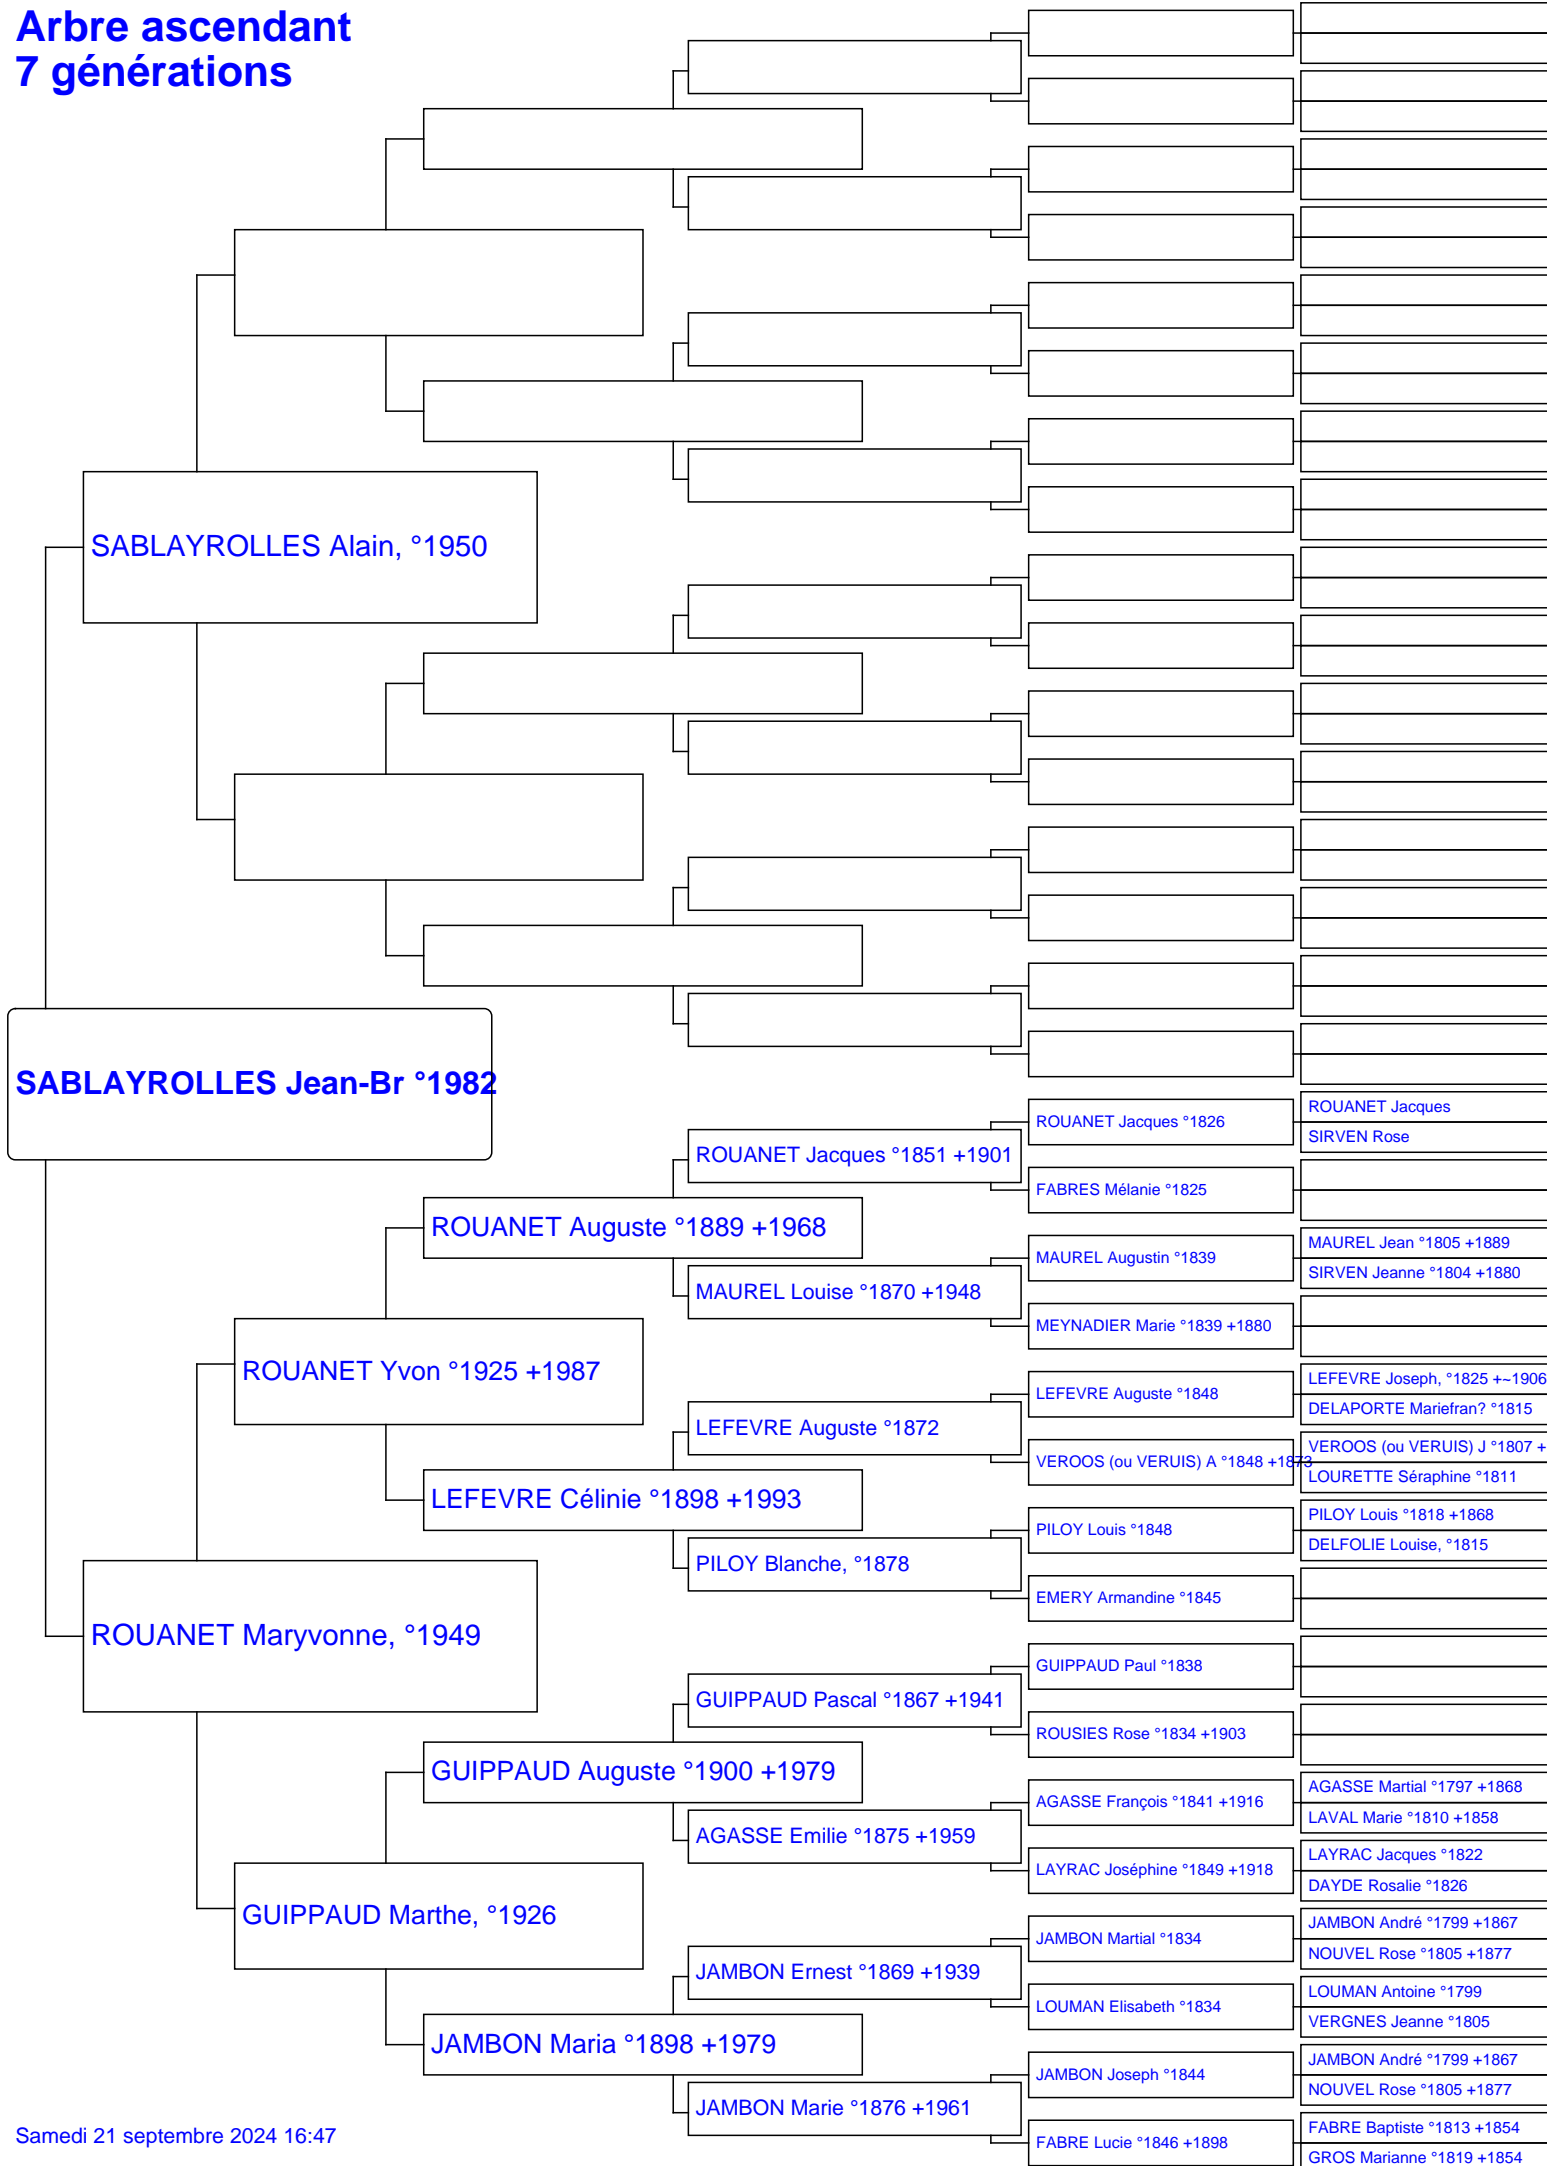 Arbre ascendant
7 générations
SABLAYROLLES Alain, °1950
SABLAYROLLES Jean-Br °1982
ROUANET Jacques °1826
ROUANET Jacques
SIRVEN Rose
ROUANET Jacques °1851 +1901
FABRES Mélanie °1825
ROUANET Auguste °1889 +1968
MAUREL Augustin °1839
MAUREL Jean °1805 +1889
SIRVEN Jeanne °1804 +1880
MAUREL Louise °1870 +1948
MEYNADIER Marie °1839 +1880
ROUANET Yvon °1925 +1987
LEFEVRE Auguste °1848
LEFEVRE Joseph, °1825 +~1906
DELAPORTE Mariefran? °1815
LEFEVRE Auguste °1872
VEROOS (ou VERUIS) A °1848 +1873
VEROOS (ou VERUIS) J °1807 +
LOURETTE Séraphine °1811
LEFEVRE Célinie °1898 +1993
PILOY Louis °1848
PILOY Louis °1818 +1868
DELFOLIE Louise, °1815
PILOY Blanche, °1878
EMERY Armandine °1845
ROUANET Maryvonne, °1949
GUIPPAUD Paul °1838
GUIPPAUD Pascal °1867 +1941
ROUSIES Rose °1834 +1903
GUIPPAUD Auguste °1900 +1979
AGASSE François °1841 +1916
AGASSE Martial °1797 +1868
LAVAL Marie °1810 +1858
AGASSE Emilie °1875 +1959
LAYRAC Joséphine °1849 +1918
LAYRAC Jacques °1822
DAYDE Rosalie °1826
GUIPPAUD Marthe, °1926
JAMBON Martial °1834
JAMBON André °1799 +1867
NOUVEL Rose °1805 +1877
JAMBON Ernest °1869 +1939
LOUMAN Elisabeth °1834
LOUMAN Antoine °1799
VERGNES Jeanne °1805
JAMBON Maria °1898 +1979
JAMBON Joseph °1844
JAMBON André °1799 +1867
NOUVEL Rose °1805 +1877
JAMBON Marie °1876 +1961
FABRE Lucie °1846 +1898
FABRE Baptiste °1813 +1854
GROS Marianne °1819 +1854
Samedi 21 septembre 2024 16:47